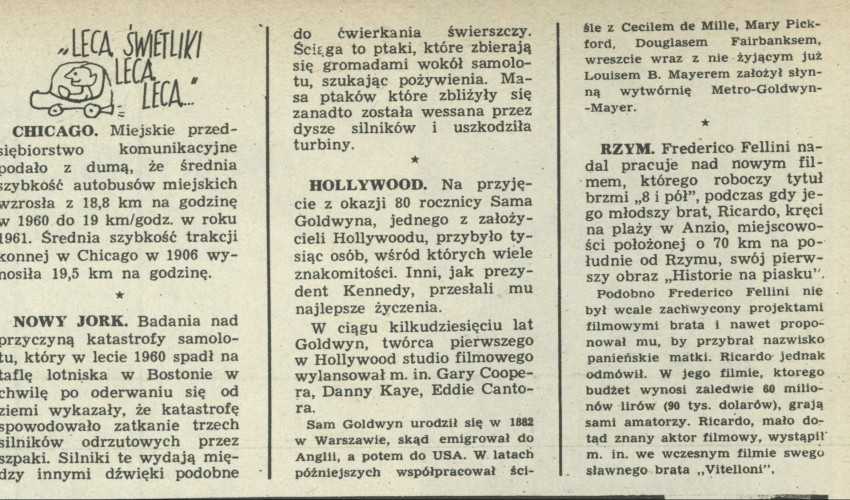 „LECĄ, ŚWIETLIKI
LECĄ,
LECĄ..."
CHICAGO. Miejskie przed-
siębiorstwo komunikacyjne
podało z dumą, że średnia
szybkość autobusów miejskich
wzrosła z 18,8 km na godzinę
w 1960 do 19 km/godz. w roku
1961. Średnia szybkość trakcji
konnej w Chicago w 1906 wy-
nosiła 19,5 km na godzinę.
★
NOWY JORK. Badania nad
przyczyną katastrofy samolo-
tu, który w lecie 1960 spadł na
taflę lotniska w Bostonie w
chwilę po oderwaniu się od
ziemi wykazały, że katastrofę
spowodowało zatkanie trzech
silników odrzutowych przez
szpaki. Silniki te wydają mię-
dzy innymi dźwięki podobne
do ćwierkania świerszczy.
Ściąga to ptaki, które zbierają
się gromadami wokół samolo-
tu, szukając pożywienia. Ma-
sa ptaków które zbliżyły się
zanadto została wessana przez
dysze silników i uszkodziła
turbiny.
★
HOLLYWOOD. Na przyję-
cie z okazji 80 rocznicy Sama
Goldwyna, jednego z założy-
cieli Hollywoodu, przybyło ty-
siąc osób, wśród których wiele
znakomitości. Inni, jak prezy-
dent Kennedy, przesłali mu
najlepsze życzenia.
W ciągu kilkudziesięciu lat
Goldwyn, twórca pierwszego
w Hollywood studio filmowego
wylansował m. in. Gary Coope-
ra, Danny Kaye, Eddie Canto-
ra.
Sam Goldwyn urodził się w 1882
w Warszawie, skąd emigrował do
Anglii, a potem do USA. W latach
późniejszych współpracował ści-
śle z Cecilem de Mille, Mary Pick-
ford, Douglasem Fairbanksem,
wreszcie wraz z nie żyjącym już
Louisem B. Mayerem założył słyn-
ną wytwórnię Metro-Goldwyn-
-Mayer.
★
RZYM. Frederico Fellini na-
dal pracuje nad nowym fil-
mem, którego roboczy tytuł
brzmi „8 i pół", podczas gdy je-
go młodszy brat, Ricardo, kręci
na plaży w Anzio, miejscowo-
ści położonej o 70 km na po-
łudnie od Rzymu, swój pierw-
szy obraz „Historie na piasku".
Podobno Frederico Fellini nie
był wcale zachwycony projektami
filmowymi brata i nawet propo-
nował mu, by przybrał nazwisko
panieńskie matki. Ricardo jednak
odmówił. W jego filmie, ktorego
budżet wynosi zaledwie 60 milio-
nów lirów (90 tys. dolarów), grają
sami amatorzy. Ricardo, mało do-
tąd znany aktor filmowy, wystąpił
m. in. we wczesnym filmie swego
sławnego brata „Vitelloni".